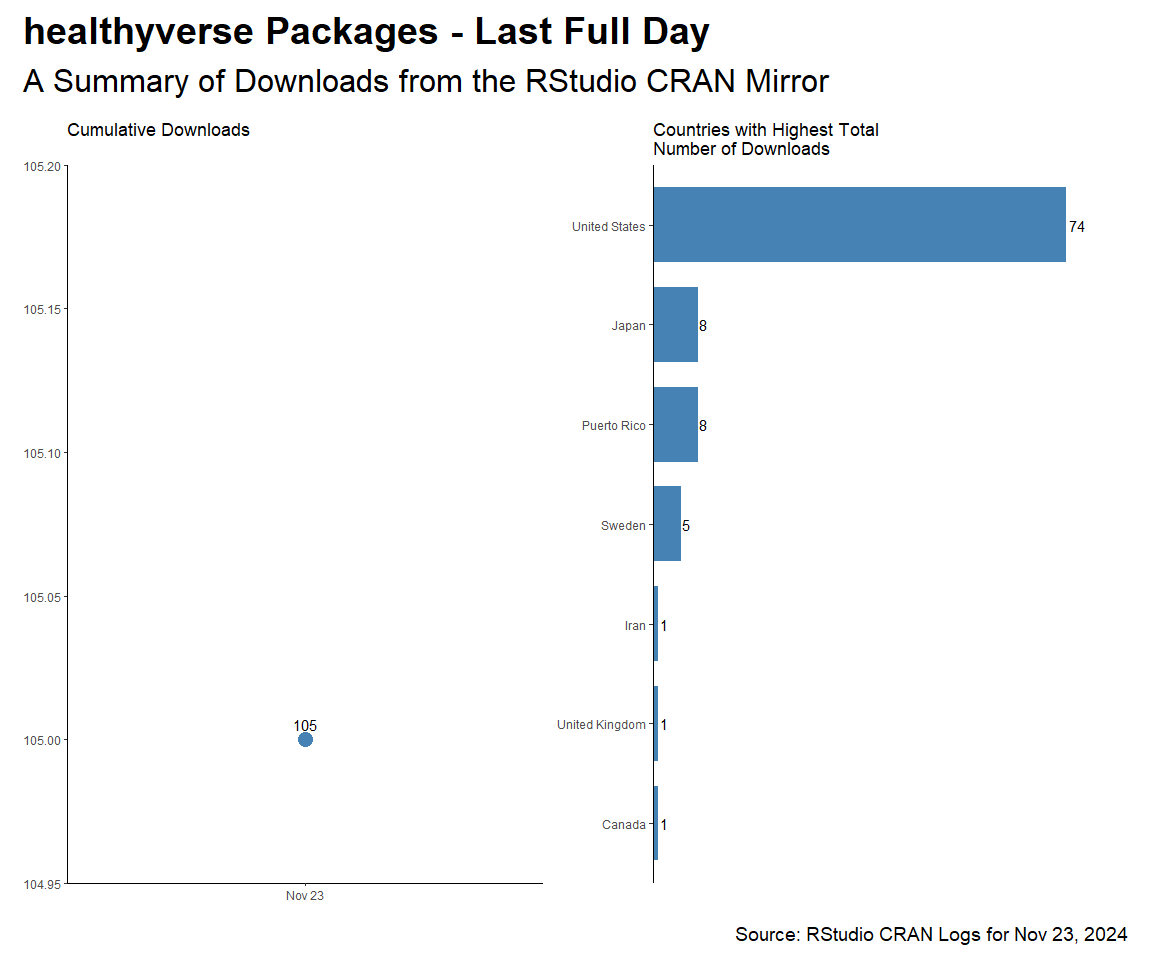 healthyverse Packages - Last Full Day
A Summary of Downloads from the RStudio CRAN Mirror
Cumulative Downloads
105.20
105.15
105.10
105.05
105.00
104.95
105
Nov 23
Countries with Highest Total
Number of Downloads
United States 74
Japan 8
Puerto Rico 8
Sweden 5
Iran 1
United Kingdom 1
Canada 1
Source: RStudio CRAN Logs for Nov 23, 2024